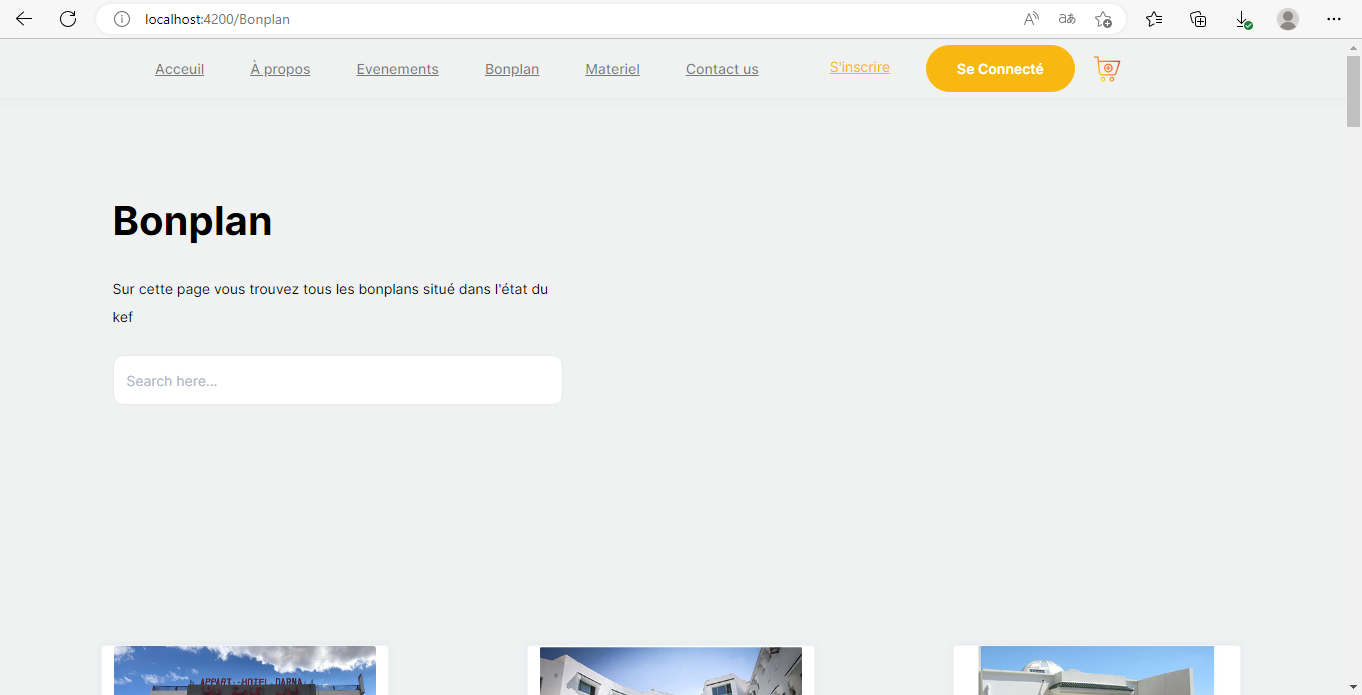 localhost:4200/Bonplan
Acceuil À propos Evenements Bonplan Materiel Contact us S'inscrire Se Connecté
Bonplan
Sur cette page vous trouvez tous les bonplans situé dans l'état du
kef
Search here...
APPART-HOTEL DARNA